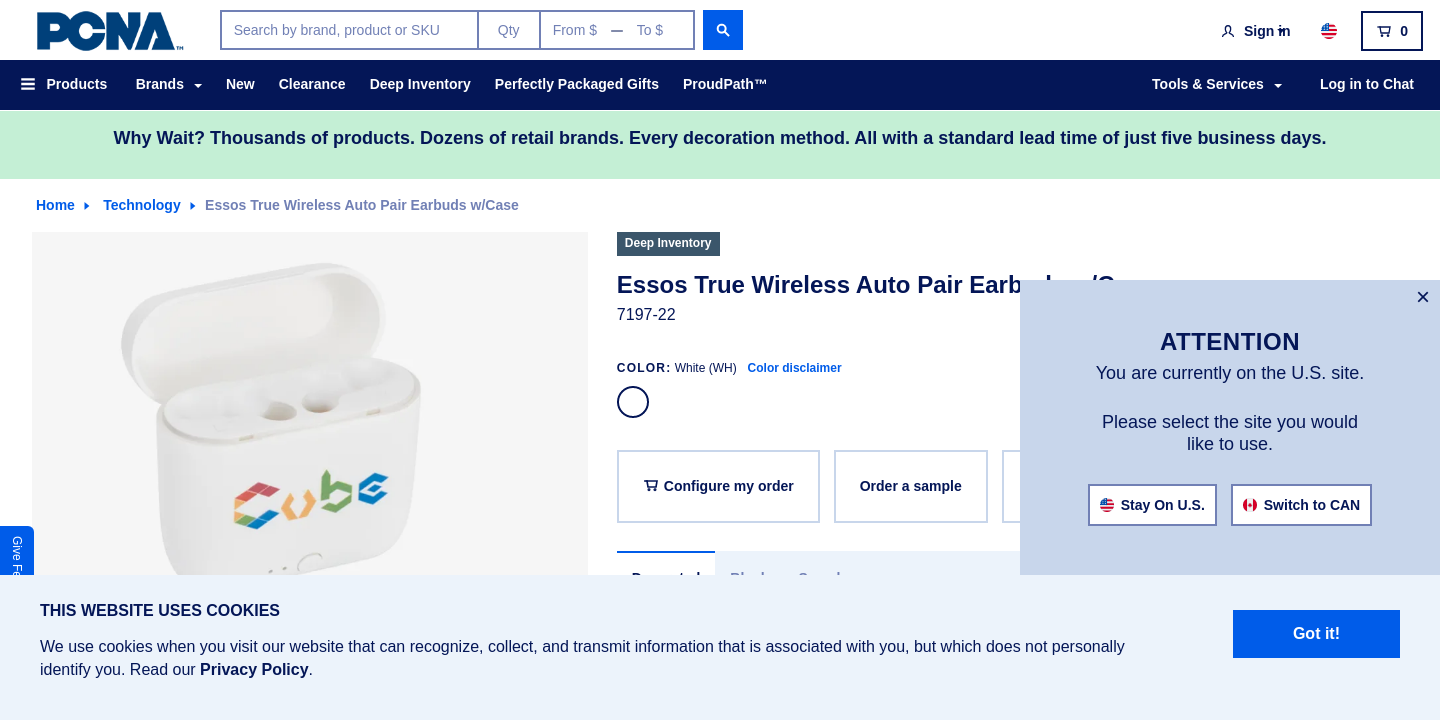 PCNA™
Search by brand, product or SKU
Qty
From $ — To $
Sign in
0
Products
Brands
New
Clearance
Deep Inventory
Perfectly Packaged Gifts
ProudPath™
Tools & Services
Log in to Chat
Why Wait? Thousands of products. Dozens of retail brands. Every decoration method. All with a standard lead time of just five business days.
Home
Technology
Essos True Wireless Auto Pair Earbuds w/Case
Deep Inventory
Essos True Wireless Auto Pair
7197-22
COLOR: White (WH) Color disclaimer
cube
Configure my order
Order a sample
×
ATTENTION
You are currently on the U.S. site.
Please select the site you would
like to use.
Stay On U.S.
Switch to CAN
Give
THIS WEBSITE USES COOKIES
We use cookies when you visit our website that can recognize, collect, and transmit information that is associated with you, but which does not personally
identify you. Read our Privacy Policy.
Got it!